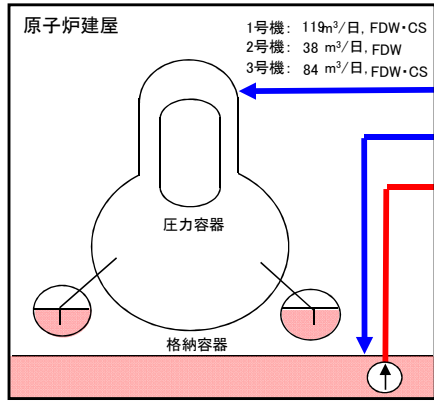 原子炉建屋
1号機: 119m³/日, FDW・CS
2号機: 38 m³/日, FDW
3号機: 84 m³/日, FDW・CS
圧力容器
格納容器